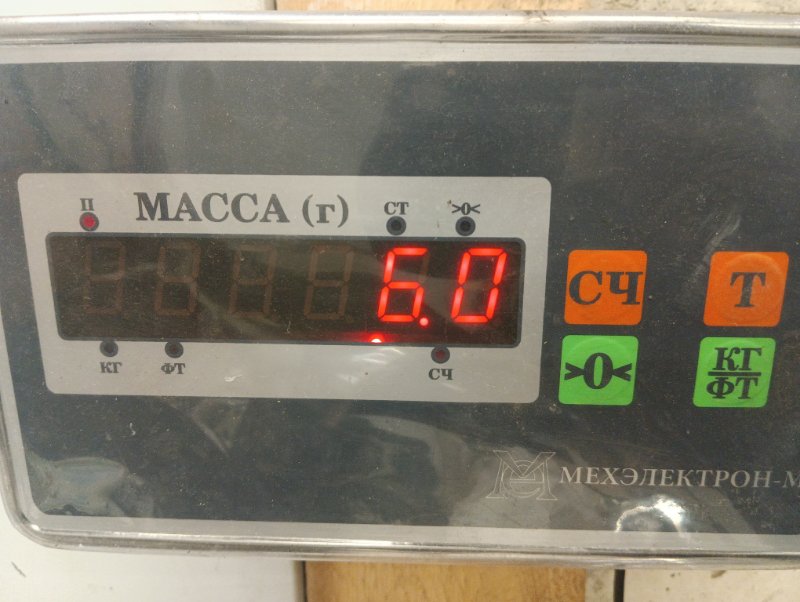 П МАССА (г) СТ >0<
6.0
КГ ФТ СЧ
СЧ Т
>0< КГ
ФТ
МЕХЭЛЕКТРОН-М